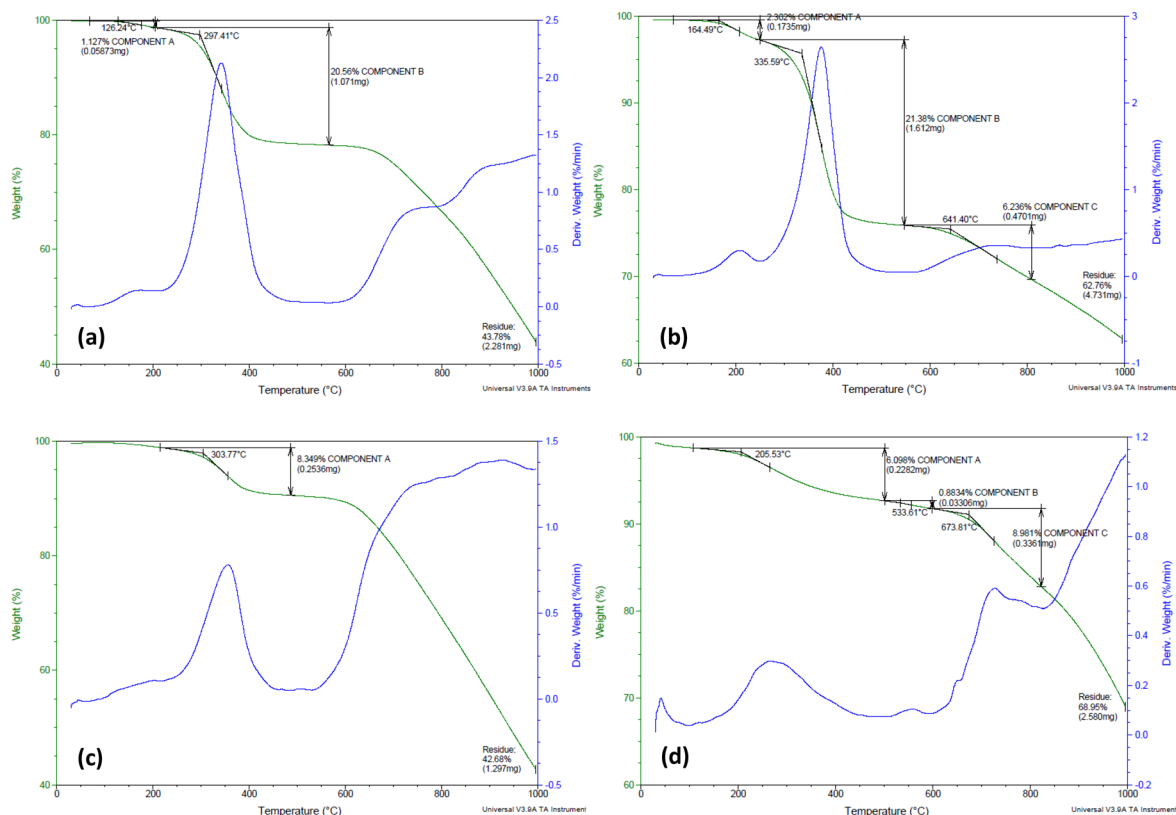 126.24°C
1.127% COMPONENT A
(0.05873mg)
297.41°C
20.56% COMPONENT B
(1.071mg)
Residue:
43.78%
(2.281mg)
(a)
Weight (%)
100
80
60
40
Deriv. Weight (%/min)
2.5
2.0
1.5
1.0
0.5
0.0
-0.5
0 200 400 600 800 1000
Temperature (°C)
Universal V3.9A TA Instruments
2.302% COMPONENT A
(0.1735mg)
164.49°C
335.59°C
21.38% COMPONENT B
(1.612mg)
6.236% COMPONENT C
(0.4701mg)
641.40°C
Residue:
62.76%
(4.731mg)
(b)
Weight (%)
100
90
80
70
60
Deriv. Weight (%/min)
3
2
1
0
-1
0 200 400 600 800 1000
Temperature (°C)
Universal V3.9A TA Instruments
303.77°C
8.349% COMPONENT A
(0.2536mg)
Residue:
42.68%
(1.297mg)
(c)
Weight (%)
100
80
60
40
Deriv. Weight (%/min)
1.5
1.0
0.5
0.0
-0.5
0 200 400 600 800 1000
Temperature (°C)
Universal V3.9A TA Instruments
205.53°C
6.098% COMPONENT A
(0.2282mg)
0.8834% COMPONENT B
(0.03306mg)
533.61°C
673.81°C
8.981% COMPONENT C
(0.3361mg)
Residue:
68.95%
(2.580mg)
(d)
Weight (%)
100
90
80
70
60
Deriv. Weight (%/min)
1.2
1.0
0.8
0.6
0.4
0.2
0.0
-0.2
0 200 400 600 800 1000
Temperature (°C)
Universal V3.9A TA Instruments